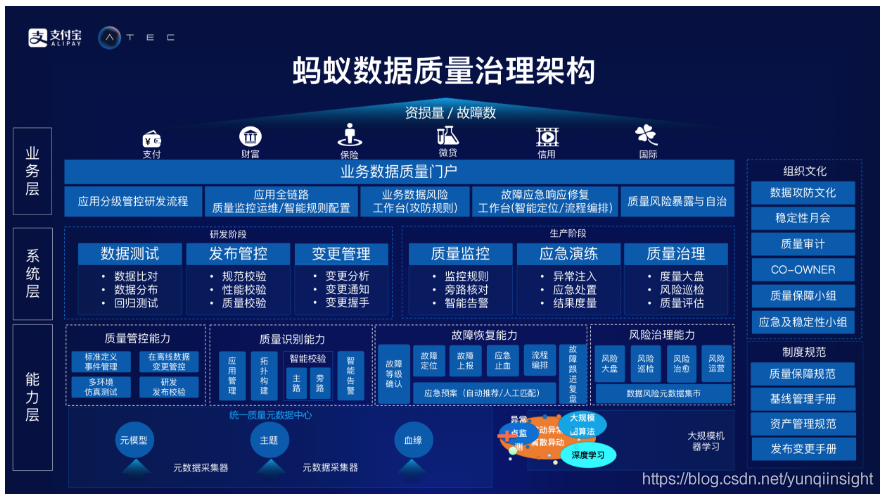 支付宝
ALIPAY
ATEC
蚂蚁数据质量治理架构
资损量 / 故障数
业务层
支付
财富
保险
微贷
信用
国际
业务数据质量门户
应用分级管控研发流程
应用全链路
质量监控运维/智能规则配置
业务数据风险
工作台(攻防规则)
故障应急响应修复
工作台(智能定位/流程编排)
质量风险暴露与自治
系统层
研发阶段
数据测试
• 数据比对
• 数据分布
• 回归测试
发布管控
• 规范校验
• 性能校验
• 质量校验
变更管理
• 变更分析
• 变更通知
• 变更握手
生产阶段
质量监控
• 监控规则
• 旁路核对
• 智能告警
应急演练
• 异常注入
• 应急处置
• 结果度量
质量治理
• 度量大盘
• 风险巡检
• 质量评估
能力层
质量管控能力
标准定义
事件管理
在离线数据
变更管控
多环境
仿真测试
研发
发布校验
质量识别能力
应用管理
拓扑构建
智能校验
主路
旁路
智能告警
故障恢复能力
故障
等级
确认
故障
定位
故障
上报
应急
止血
流程
编排
应急预案（自动推荐/人工匹配）
故障跟进复盘
风险治理能力
风险
大盘
风险
巡检
风险
治愈
风险
运营
数据风险元数据集市
统一质量元数据中心
元模型
主题
血缘
元数据采集器
元数据采集器
异常
点监
测
动异常
离散异动
大规模
图算法
深度学习
大规模机
器学习
组织文化
数据攻防文化
稳定性月会
质量审计
CO-OWNER
质量保障小组
应急及稳定性小组
制度规范
质量保障规范
基线管理手册
资产管理规范
发布变更手册
https://blog.csdn.net/yunqiinsight